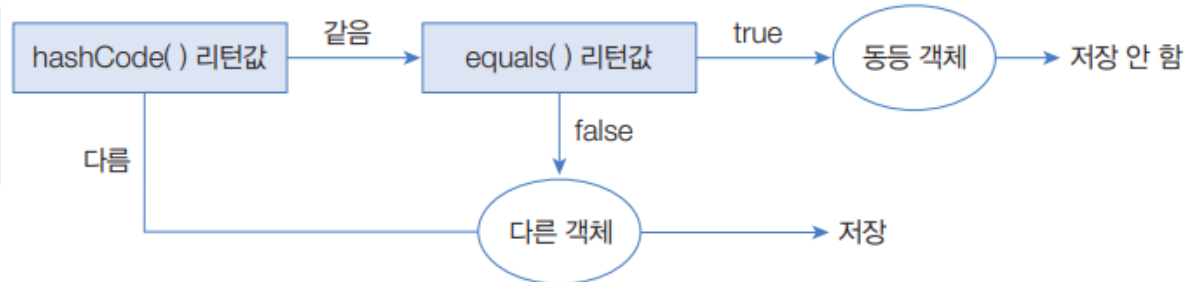 hashCode( ) 리턴값
같음
equals( ) 리턴값
true
동등 객체
저장 안 함
다름
false
다른 객체
저장